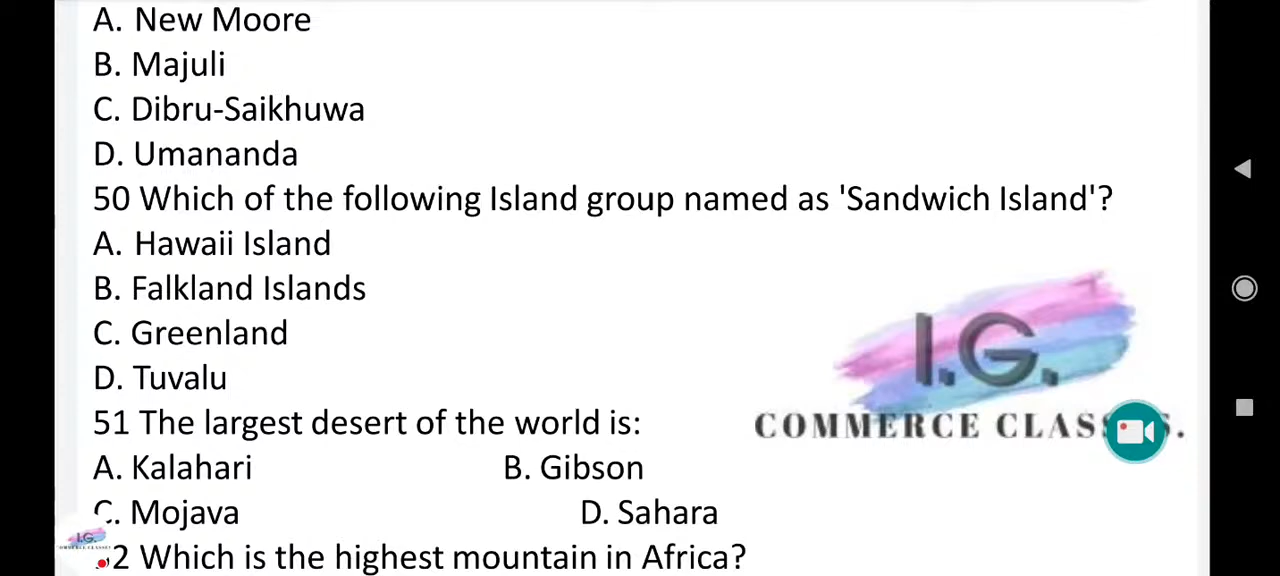 A. New Moore
B. Majuli
C. Dibru-Saikhuwa
D. Umananda
50 Which of the following Island group named as 'Sandwich Island'?
A. Hawaii Island
B. Falkland Islands
C. Greenland
D. Tuvalu
I.G.
COMMERCE CLASS
51 The largest desert of the world is:
A. Kalahari B. Gibson
C. Mojava D. Sahara
I.G.
2 Which is the highest mountain in Africa?